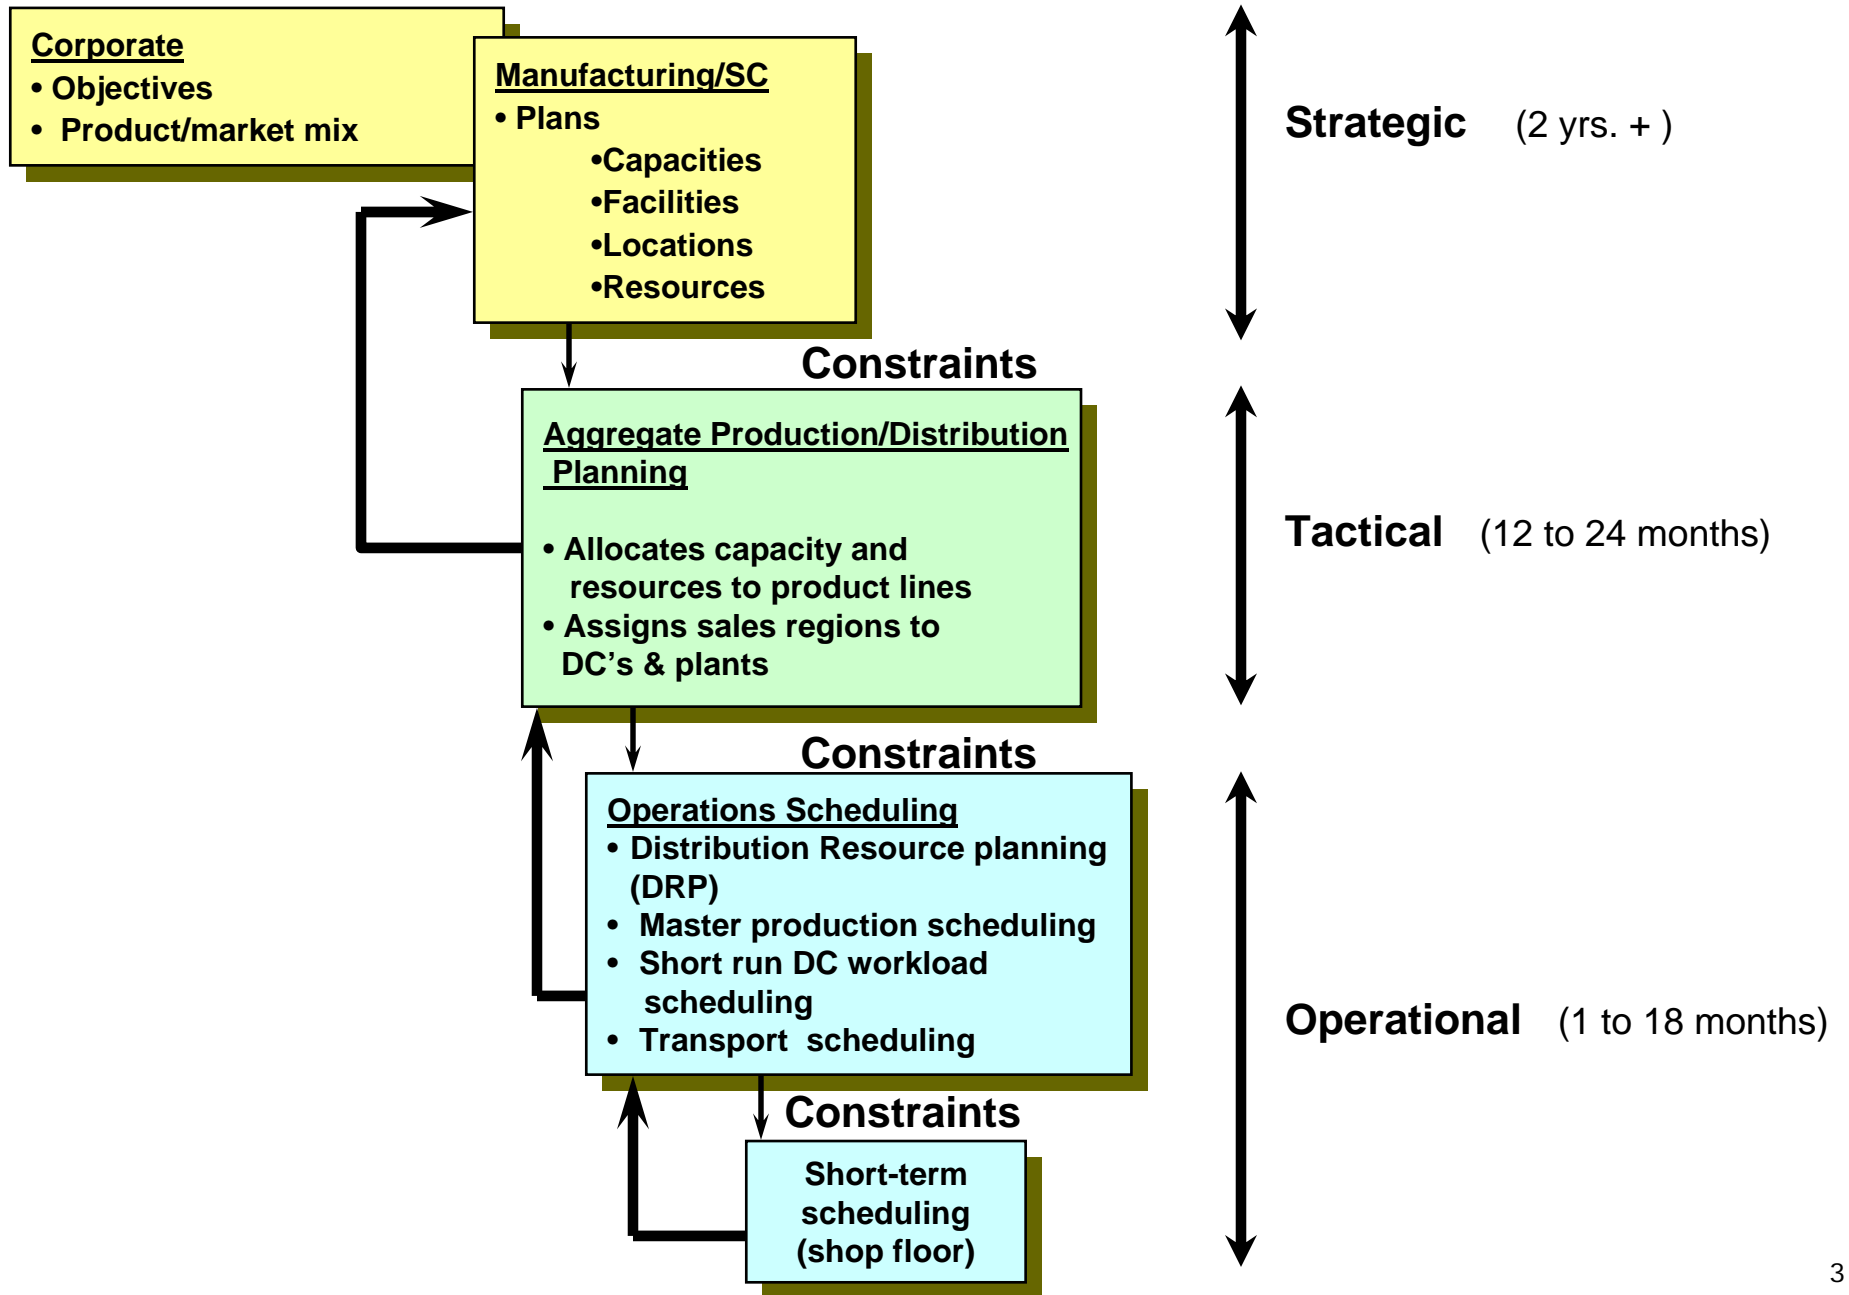 Corporate
• Objectives
• Product/market mix
Manufacturing/SC
• Plans
•Capacities
•Facilities
•Locations
•Resources
Strategic (2 yrs. + )
Constraints
Aggregate Production/Distribution
Planning
• Allocates capacity and
resources to product lines
• Assigns sales regions to
DC’s & plants
Tactical (12 to 24 months)
Constraints
Operations Scheduling
• Distribution Resource planning
(DRP)
• Master production scheduling
• Short run DC workload
scheduling
• Transport scheduling
Operational (1 to 18 months)
Constraints
Short-term
scheduling
(shop floor)
3